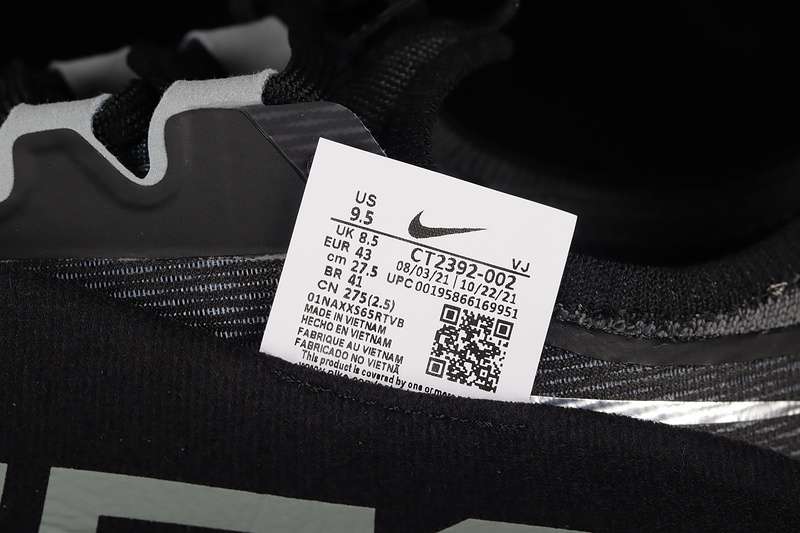 US
9.5
UK 8.5
EUR 43
cm 27.5
BR 41
CN 275(2.5)
CT2392-002 VJ
08/03/21 10/22/21
UPC 00195866169951
01NAXXS65RTVB
MADE IN VIETNAM
HECHO EN VIETNAM
FABRIQUE AU VIETNAM
FABRICADO NO VIETNÃ
This product is covered by one or more